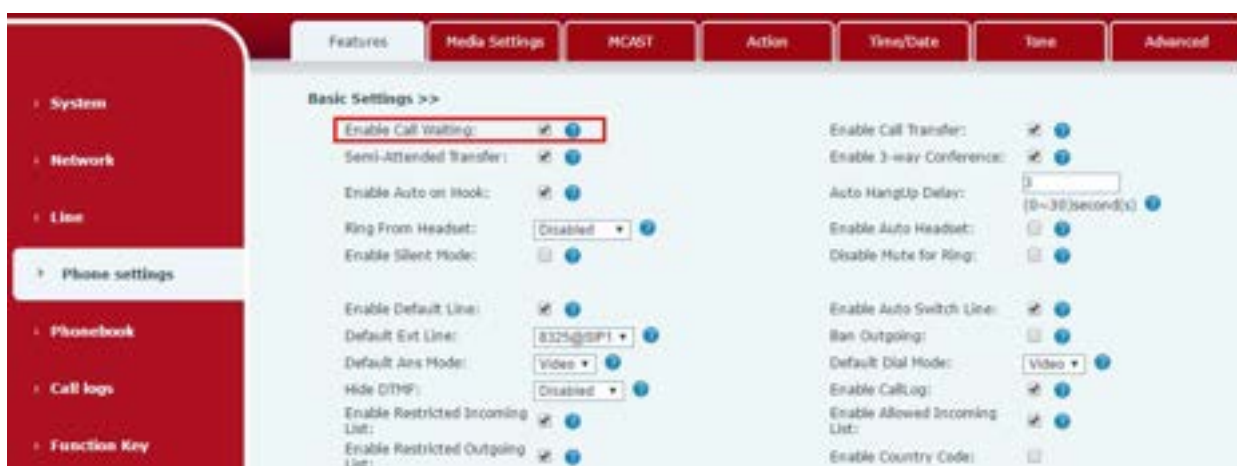 Features Media Settings MCAST Action Time/Date Tone Advanced
System
Network
Line
Phone settings
Phonebook
Call logs
Function Key
Basic Settings >>
Enable Call Waiting: Enable Call Transfer:
Semi-Attended Transfer: Enable 3-way Conference:
Enable Auto on Hook: Auto HangUp Delay: 3
(0~30)second(s)
Ring From Headset: Disabled Enable Auto Headset:
Enable Silent Mode: Disable Mute for Ring:
Enable Default Line: Enable Auto Switch Line:
Default Ext Line: 8325@SIP1 Ban Outgoing:
Default Ans Mode: Video Default Dial Mode: Video
Hide DTMF: Disabled Enable CallLog:
Enable Restricted Incoming List: Enable Allowed Incoming List:
Enable Restricted Outgoing List: Enable Country Code: